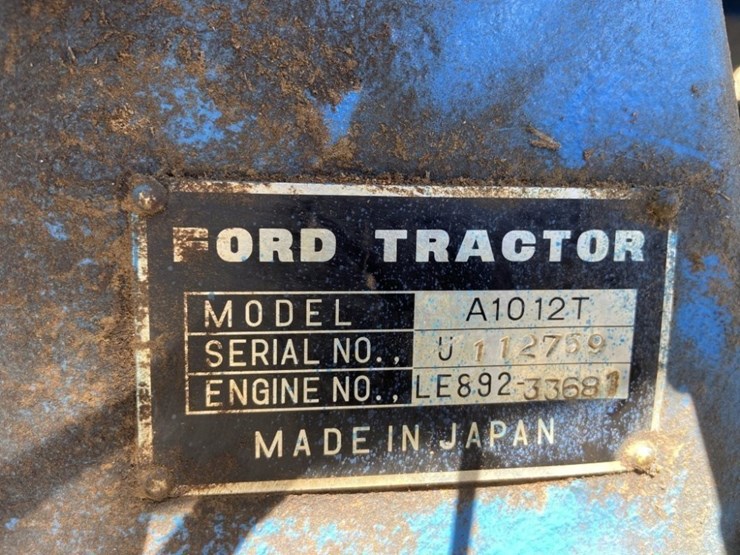 FORD TRACTOR
MODEL A1012T
SERIAL NO., U 112759
ENGINE NO., LE892-33681
MADE IN JAPAN